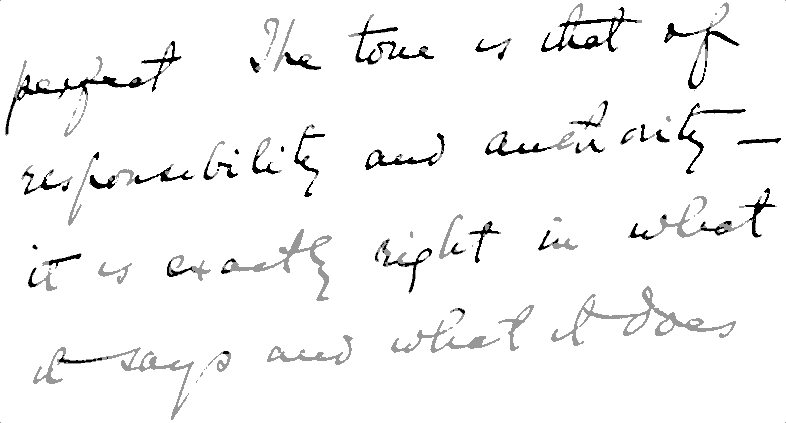 perfect The tone is that of
responsibility and authority —
it is exactly right in what
it says and what it does